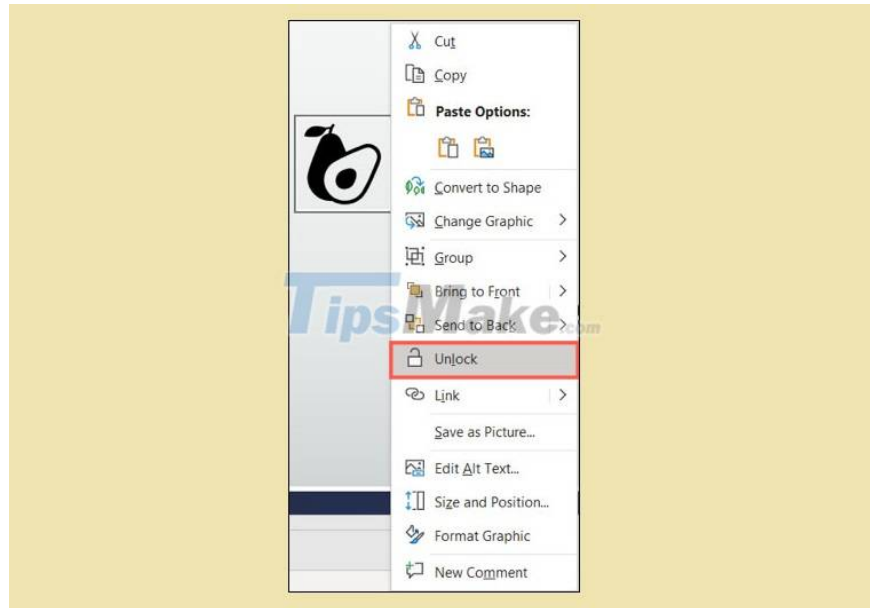 Cut
Copy
Paste Options:
Convert to Shape
Change Graphic
Group
Bring to Front
Send to Back
Unlock
Link
Save as Picture...
Edit Alt Text...
Size and Position...
Format Graphic
New Comment
TipsMake.com